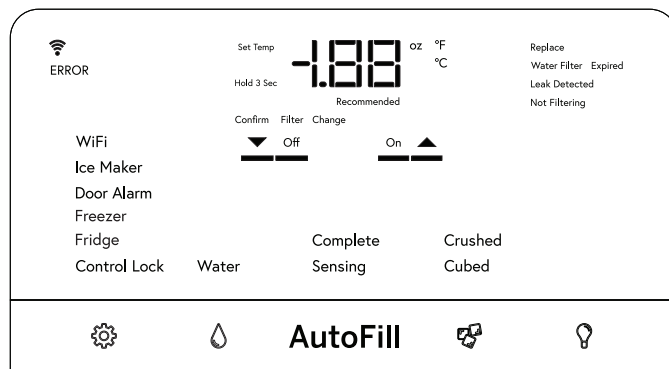 Set Temp -1.88 oz °F
°C
ERROR
Hold 3 Sec
Recommended
Replace
Water Filter Expired
Leak Detected
Not Filtering
Confirm Filter Change
Off On
WiFi
Ice Maker
Door Alarm
Freezer
Fridge
Control Lock
Water
Complete
Sensing
Crushed
Cubed
AutoFill